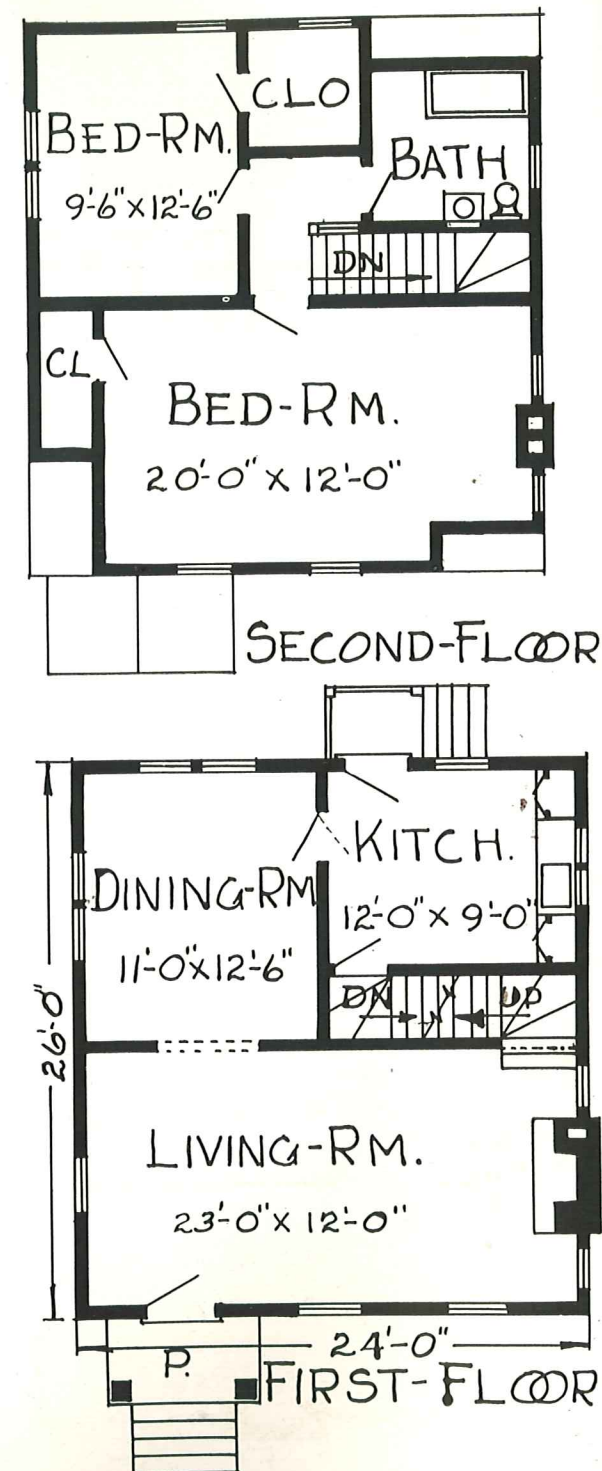 CLO
BED-RM.
9'-6" X 12'-6"
BATH
DN
CL
BED-RM.
20'-0" X 12'-0"
SECOND-FLOOR
KITCH.
12'-0" X 9'-0"
DINING-RM
11'-0" X 12'-6"
DN
UP
26'-0"
LIVING-RM.
23'-0" X 12'-0"
24'-0"
P.
FIRST-FLOOR